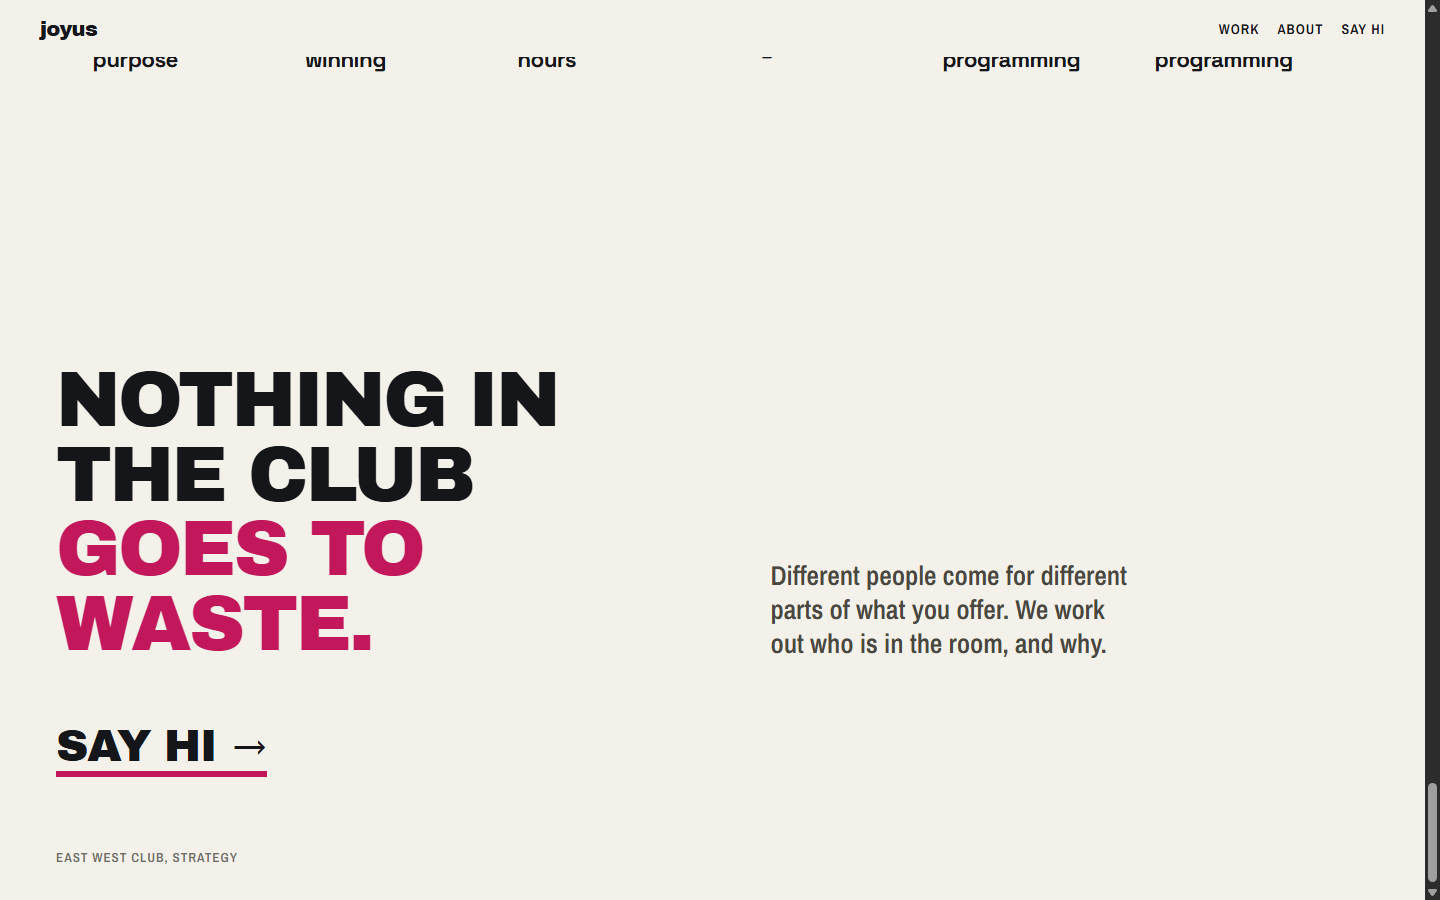 joyus
WORK ABOUT SAY HI
purpose winning hours – programming programming
NOTHING IN
THE CLUB
GOES TO
WASTE.
Different people come for different
parts of what you offer. We work
out who is in the room, and why.
SAY HI →
EAST WEST CLUB, STRATEGY